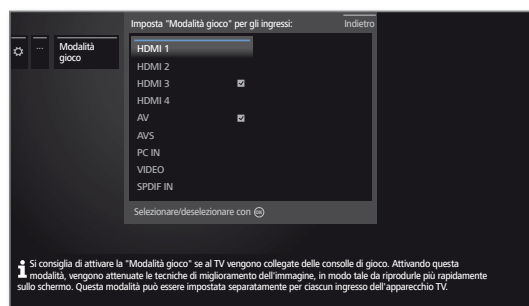 Imposta "Modalità gioco" per gli ingressi:
Indietro
...
Modalità
gioco
HDMI 1
HDMI 2
HDMI 3
HDMI 4
AV
AVS
PC IN
VIDEO
SPDIF IN
Selezionare/deselezionare con OK
Si consiglia di attivare la "Modalità gioco" se al TV vengono collegate delle consolle di gioco. Attivando questa
modalità, vengono attenuate le tecniche di miglioramento dell'immagine, in modo tale da riprodurle più rapidamente
sullo schermo. Questa modalità può essere impostata separatamente per ciascun ingresso dell'apparecchio TV.